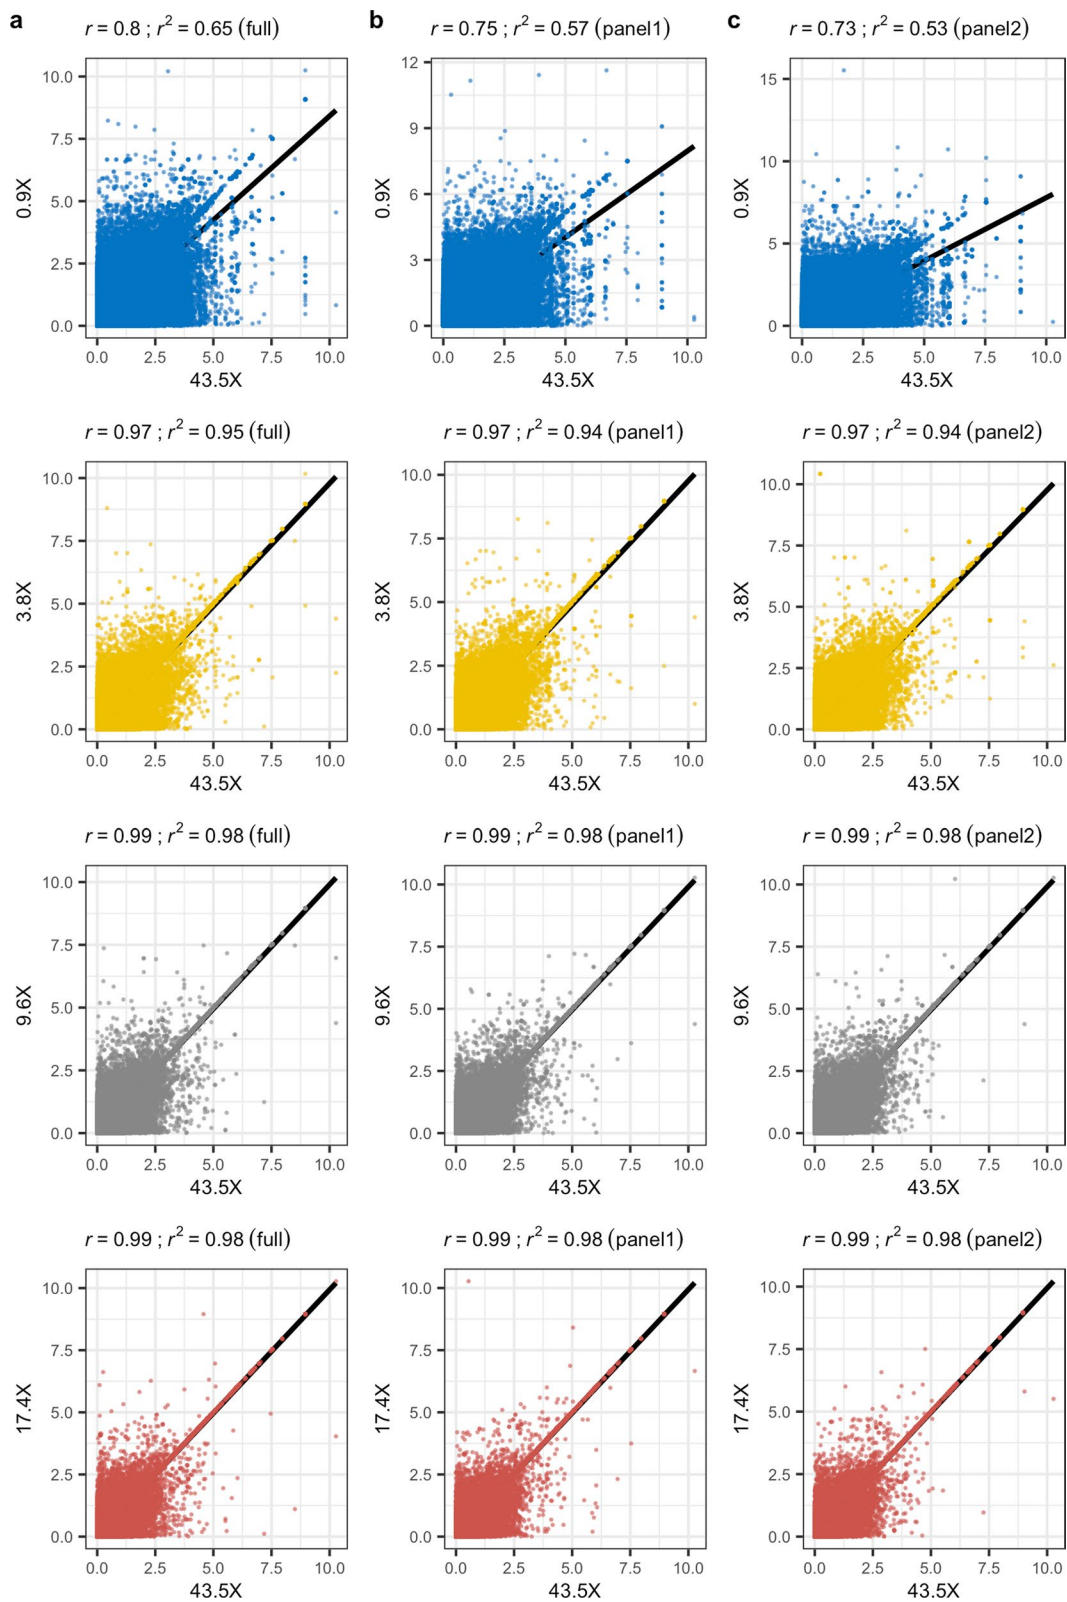 a b c
r = 0.8 ; r² = 0.65 (full) r = 0.75 ; r² = 0.57 (panel1) r = 0.73 ; r² = 0.53 (panel2)
10.0
7.5
5.0
2.5
0.0
0.9X
0.0 2.5 5.0 7.5 10.0
43.5X
12
9
6
3
0
0.9X
0.0 2.5 5.0 7.5 10.0
43.5X
15
10
5
0
0.9X
0.0 2.5 5.0 7.5 10.0
43.5X
r = 0.97 ; r² = 0.95 (full) r = 0.97 ; r² = 0.94 (panel1) r = 0.97 ; r² = 0.94 (panel2)
10.0
7.5
5.0
2.5
0.0
3.8X
0.0 2.5 5.0 7.5 10.0
43.5X
10.0
7.5
5.0
2.5
0.0
3.8X
0.0 2.5 5.0 7.5 10.0
43.5X
10.0
7.5
5.0
2.5
0.0
3.8X
0.0 2.5 5.0 7.5 10.0
43.5X
r = 0.99 ; r² = 0.98 (full) r = 0.99 ; r² = 0.98 (panel1) r = 0.99 ; r² = 0.98 (panel2)
10.0
7.5
5.0
2.5
0.0
9.6X
0.0 2.5 5.0 7.5 10.0
43.5X
10.0
7.5
5.0
2.5
0.0
9.6X
0.0 2.5 5.0 7.5 10.0
43.5X
10.0
7.5
5.0
2.5
0.0
9.6X
0.0 2.5 5.0 7.5 10.0
43.5X
r = 0.99 ; r² = 0.98 (full) r = 0.99 ; r² = 0.98 (panel1) r = 0.99 ; r² = 0.98 (panel2)
10.0
7.5
5.0
2.5
0.0
17.4X
0.0 2.5 5.0 7.5 10.0
43.5X
10.0
7.5
5.0
2.5
0.0
17.4X
0.0 2.5 5.0 7.5 10.0
43.5X
10.0
7.5
5.0
2.5
0.0
17.4X
0.0 2.5 5.0 7.5 10.0
43.5X